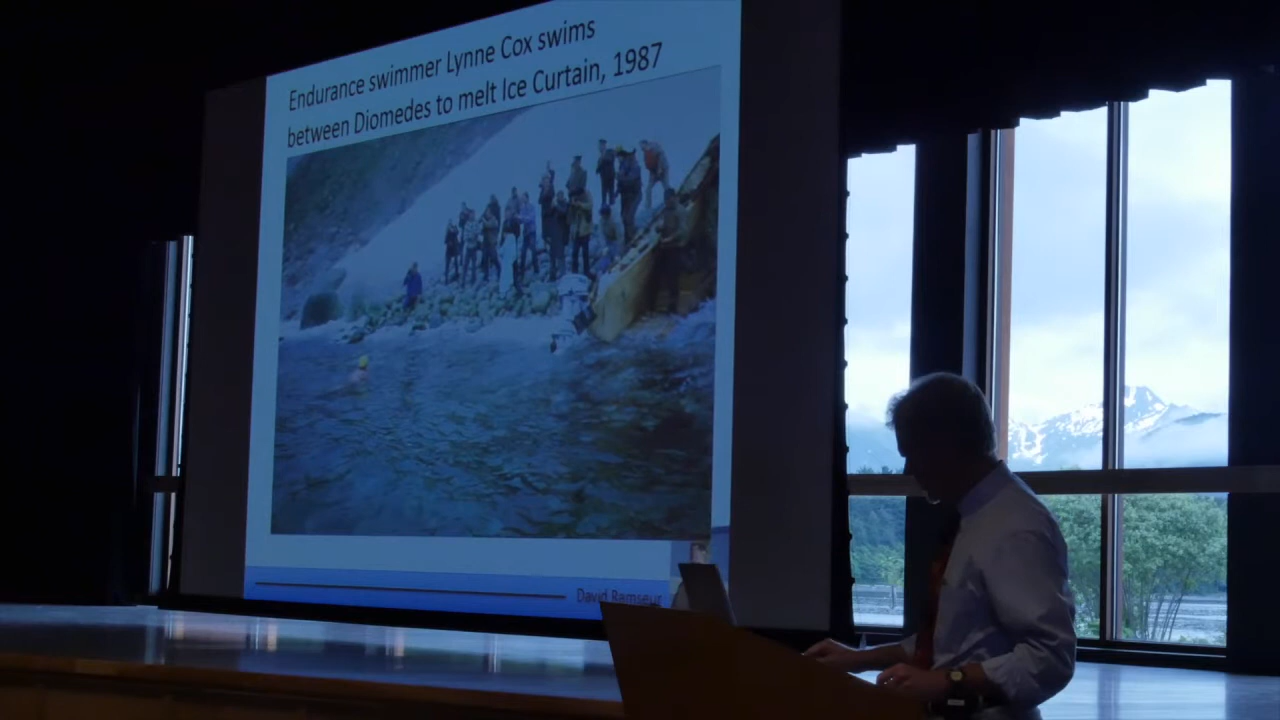 Endurance swimmer Lynne Cox swims
between Diomedes to melt Ice Curtain, 1987
David Ramseur